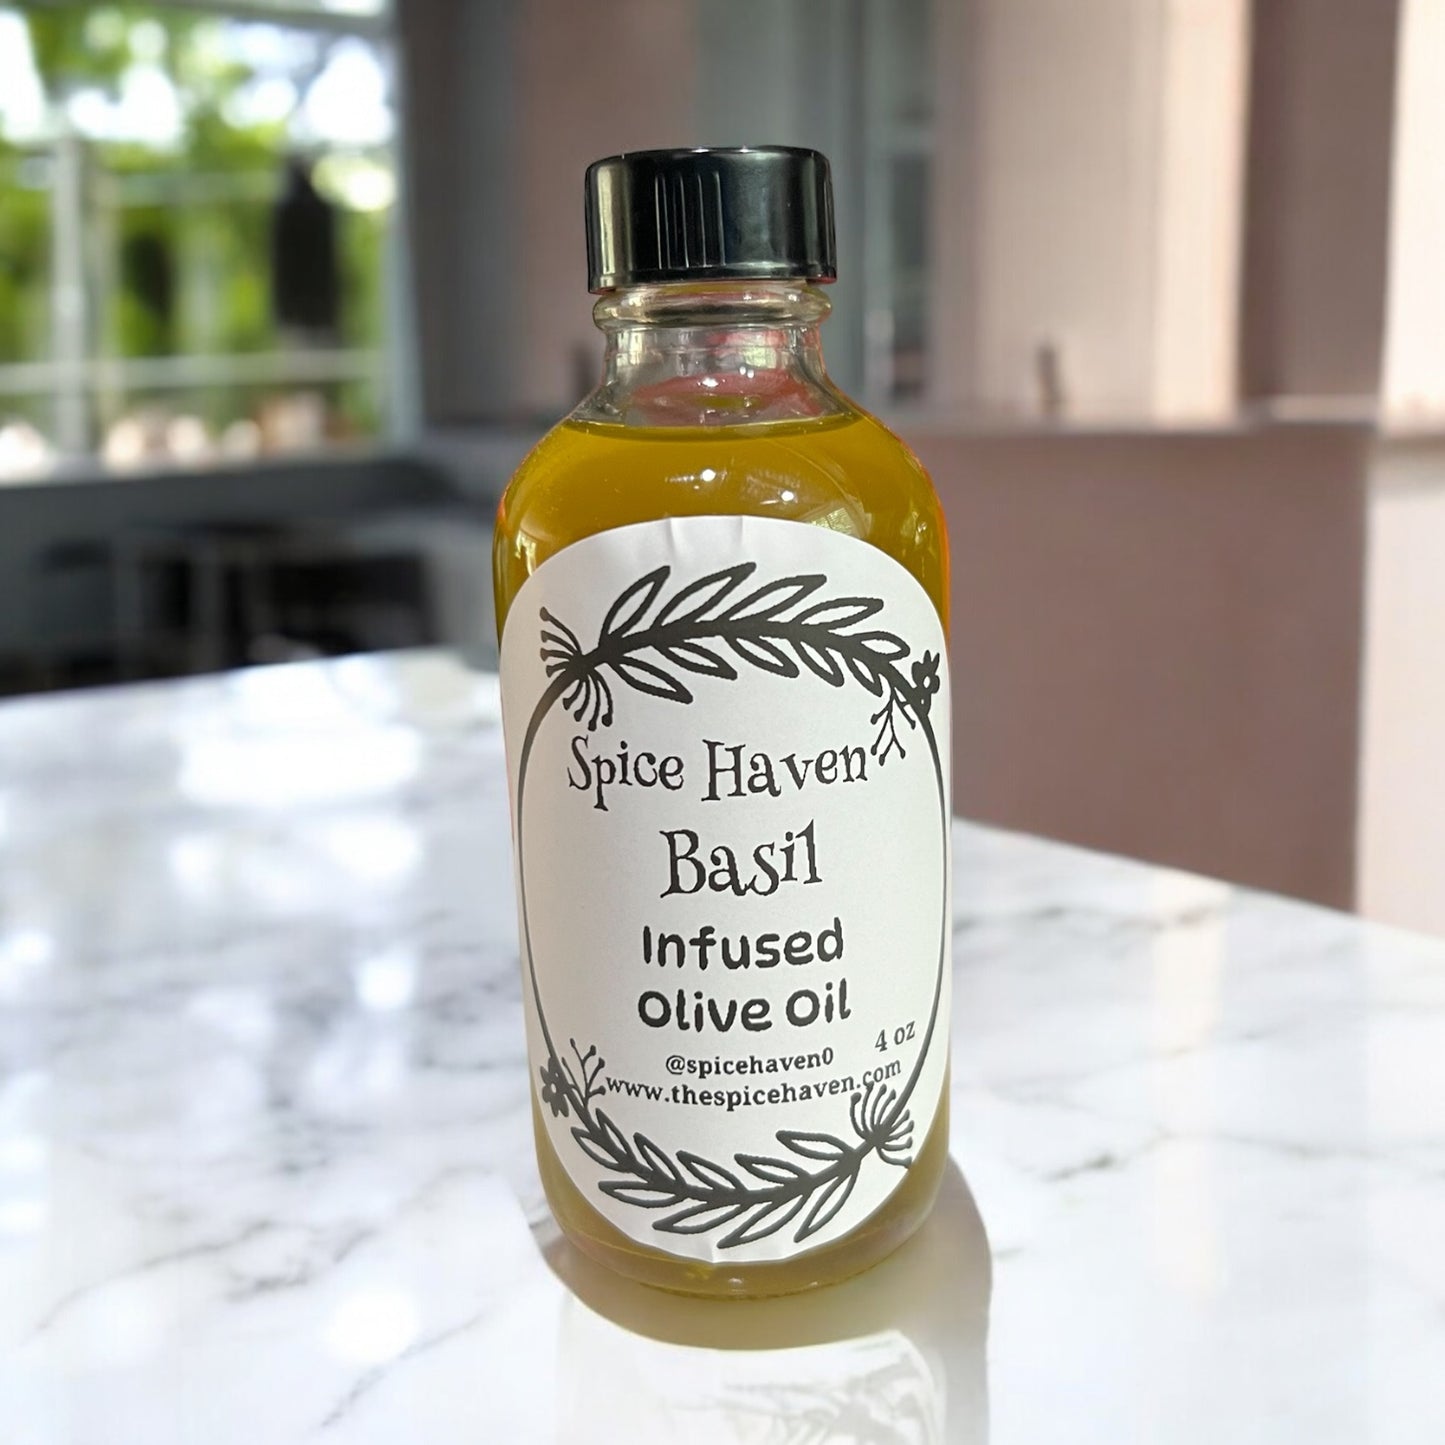 Spice Haven
Basil
Infused
Olive Oil
4 oz
@spicehaven0
www.thespicehaven.com